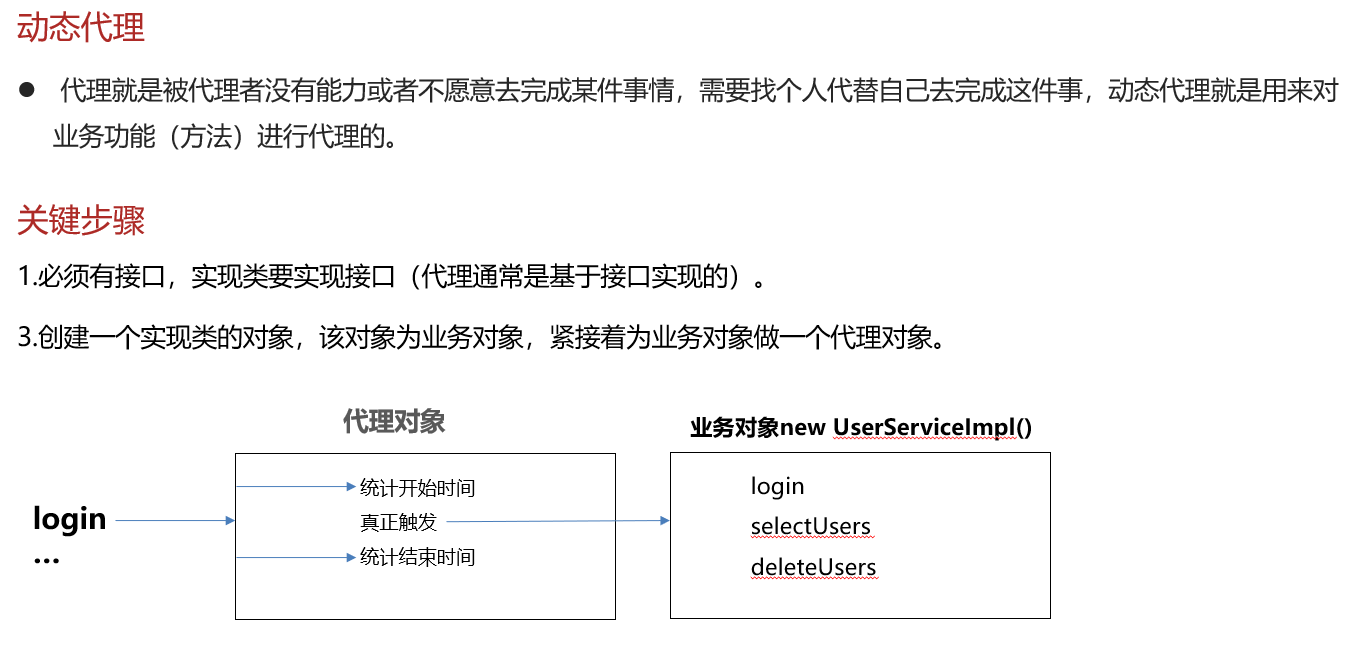 动态代理
● 代理就是被代理者没有能力或者不愿意去完成某件事情，需要找个人代替自己去完成这件事，动态代理就是用来对
业务功能（方法）进行代理的。
关键步骤
1.必须有接口，实现类要实现接口（代理通常是基于接口实现的）。
3.创建一个实现类的对象，该对象为业务对象，紧接着为业务对象做一个代理对象。
代理对象
业务对象new UserServiceImpl()
login
...
统计开始时间
真正触发
统计结束时间
login
selectUsers
deleteUsers